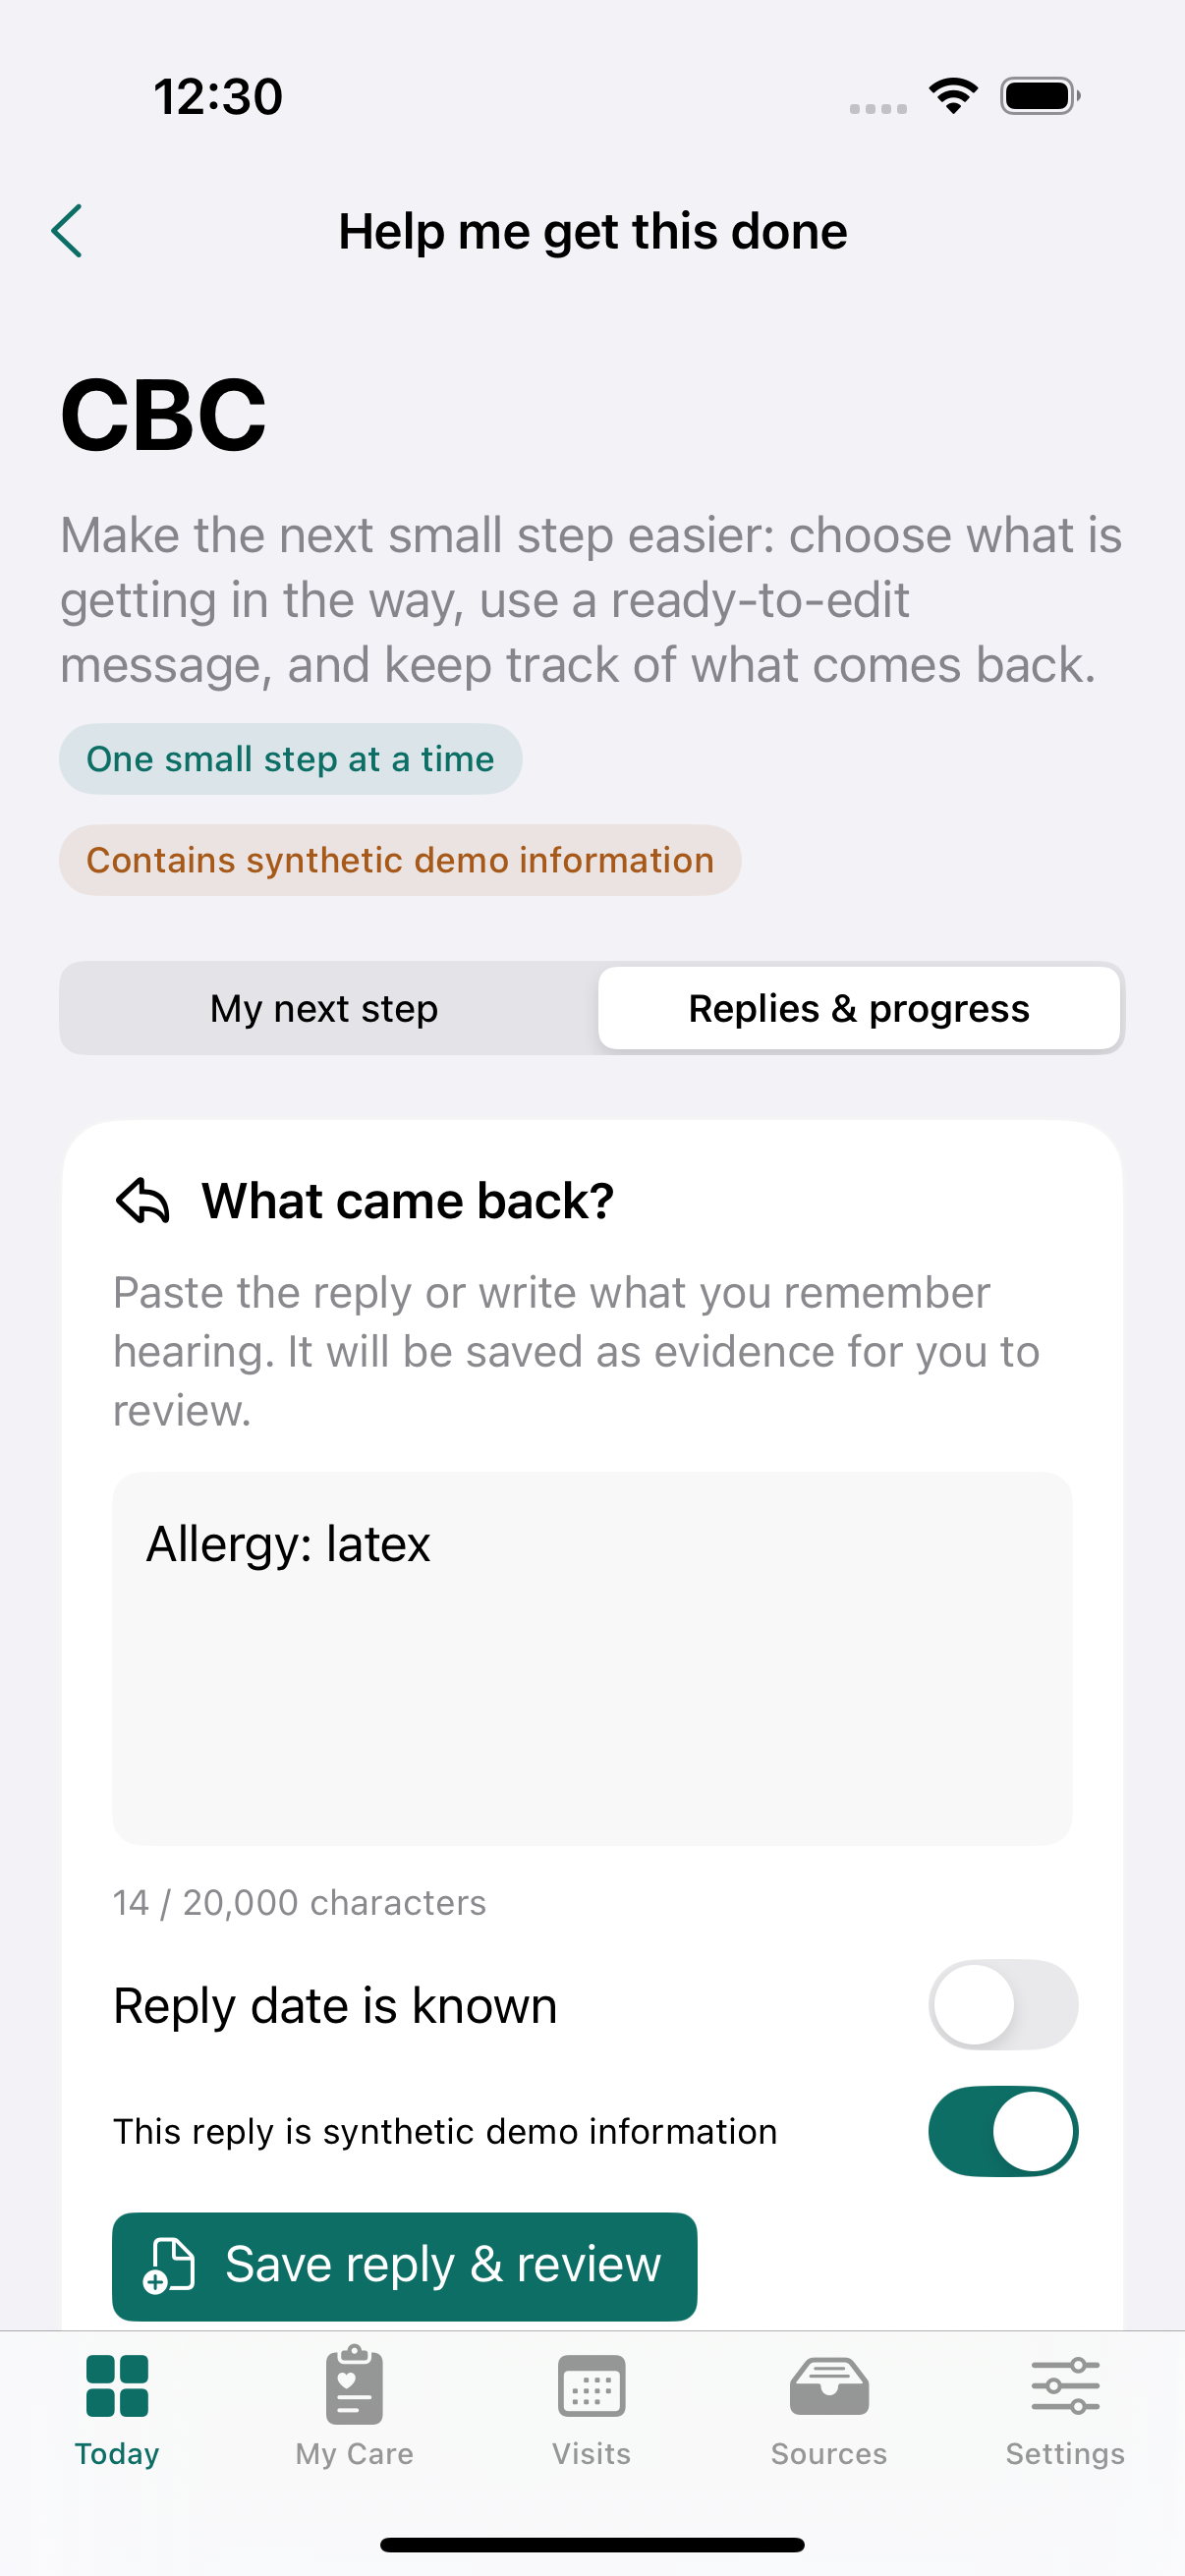 12:30
Help me get this done
CBC
Make the next small step easier: choose what is
getting in the way, use a ready-to-edit
message, and keep track of what comes back.
One small step at a time
Contains synthetic demo information
My next step
Replies & progress
What came back?
Paste the reply or write what you remember
hearing. It will be saved as evidence for you to
review.
Allergy: latex
14 / 20,000 characters
Reply date is known
This reply is synthetic demo information
Save reply & review
Today
My Care
Visits
Sources
Settings